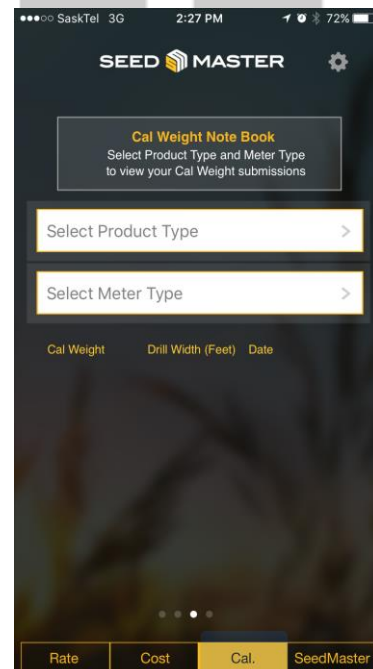 SaskTel 3G 2:27 PM 72%
SEED MASTER
Cal Weight Note Book
Select Product Type and Meter Type
to view your Cal Weight submissions
Select Product Type
Select Meter Type
Cal Weight Drill Width (Feet) Date
Rate Cost Cal. SeedMaster